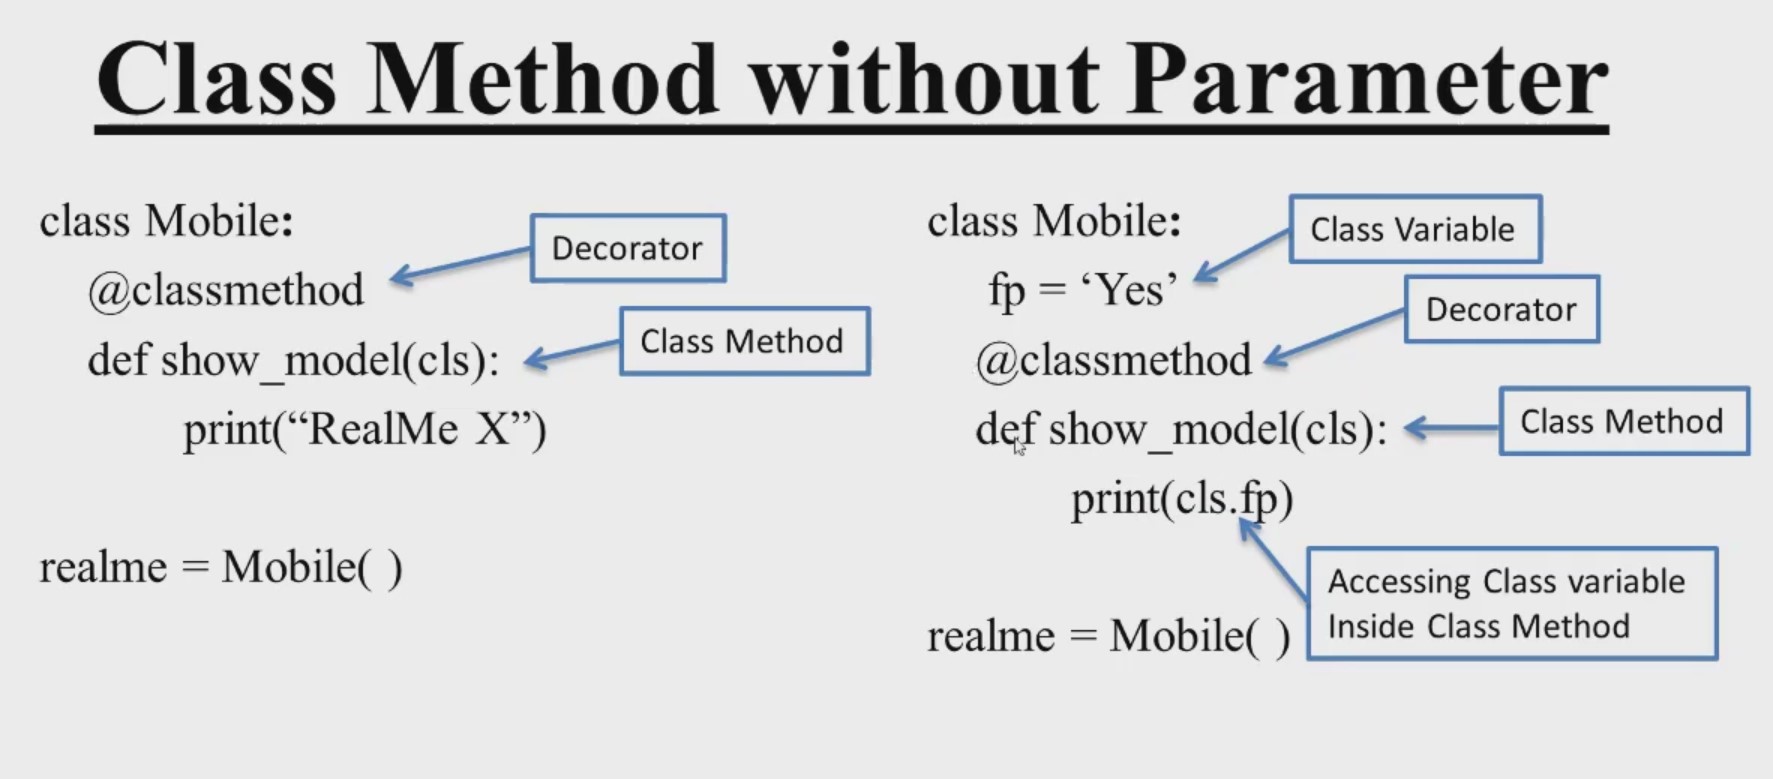 Class Method without Parameter
class Mobile:
@classmethod
def show_model(cls):
print(“RealMe X”)
realme = Mobile( )
Decorator
Class Method
class Mobile:
fp = ‘Yes’
@classmethod
def show_model(cls):
print(cls.fp)
realme = Mobile( )
Class Variable
Decorator
Class Method
Accessing Class variable
Inside Class Method